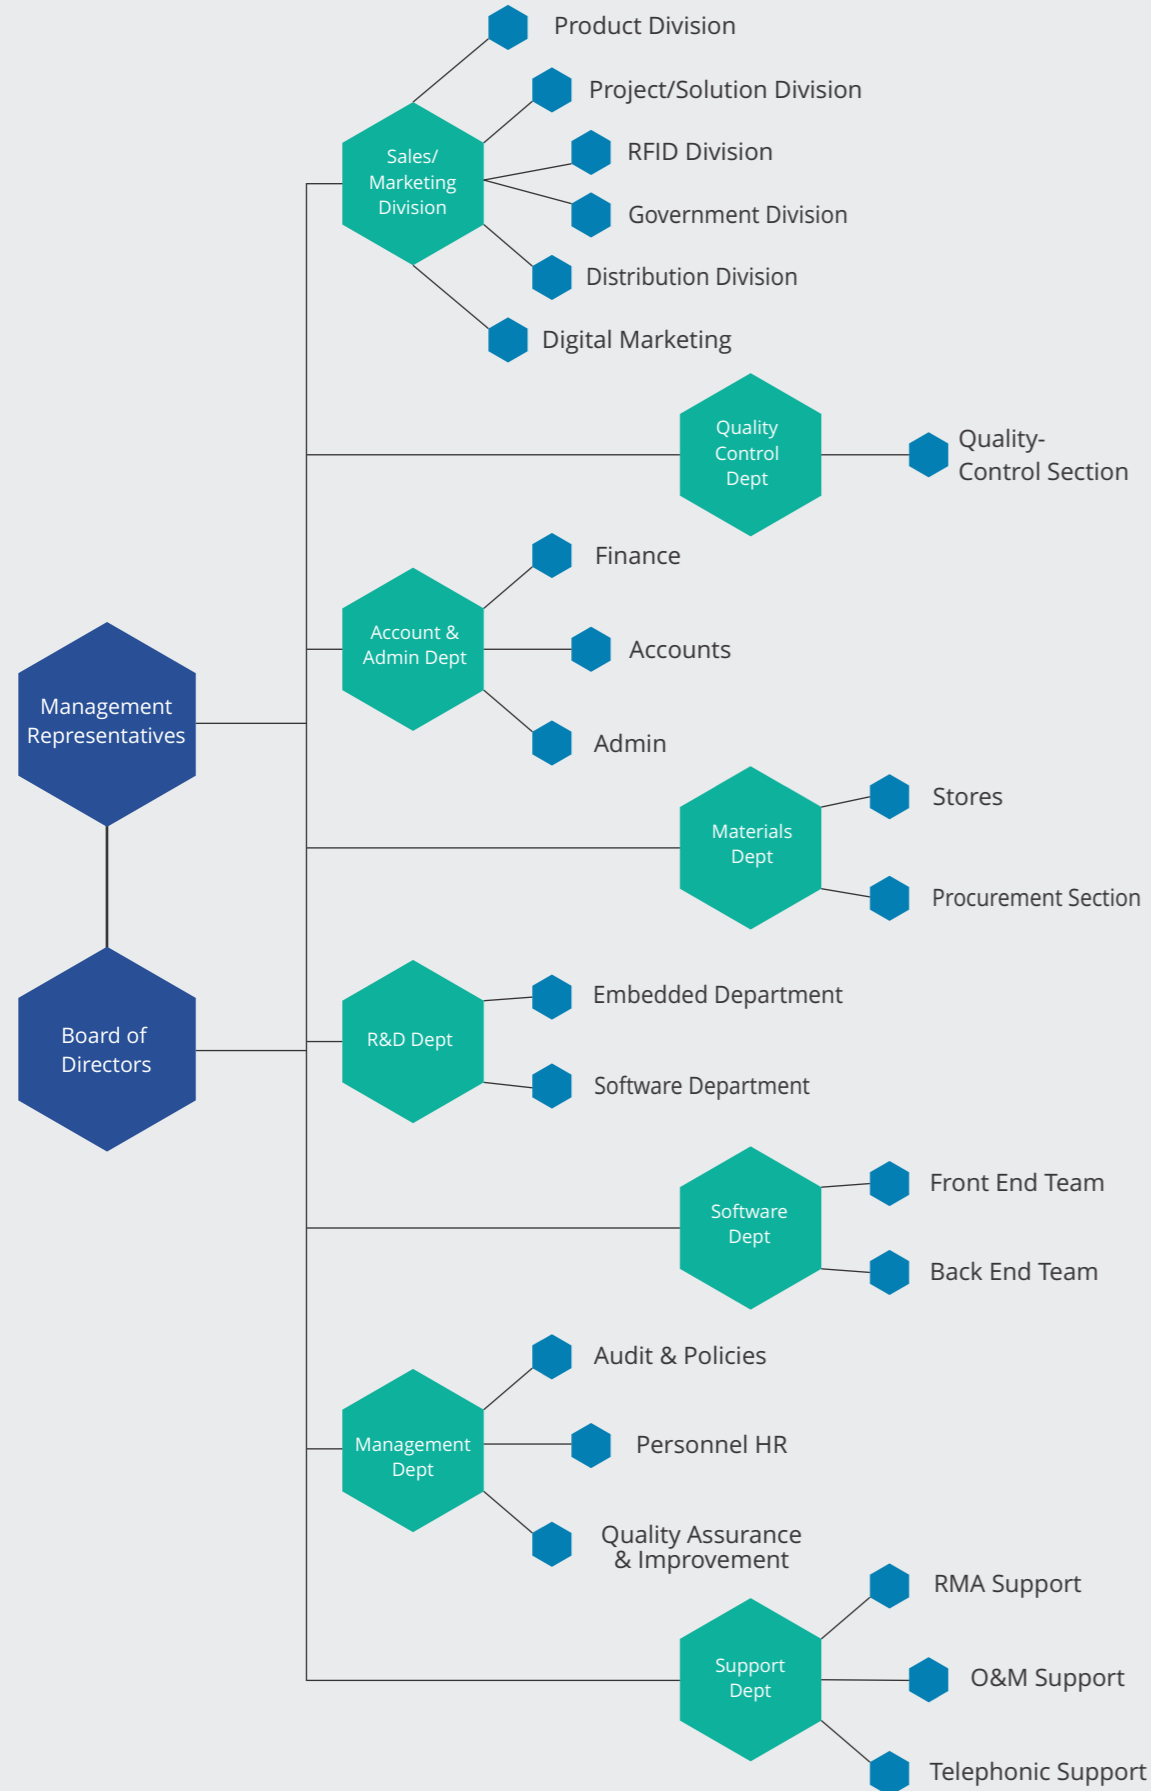 Product Division
Project/Solution Division
Sales/
Marketing
Division
RFID Division
Government Division
Distribution Division
Digital Marketing
Quality
Control
Dept
Quality-
Control Section
Finance
Account &
Admin Dept
Accounts
Admin
Management
Representatives
Materials
Dept
Stores
Procurement Section
Board of
Directors
R&D Dept
Embedded Department
Software Department
Software
Dept
Front End Team
Back End Team
Audit & Policies
Management
Dept
Personnel HR
Quality Assurance
& Improvement
RMA Support
Support
Dept
O&M Support
Telephonic Support